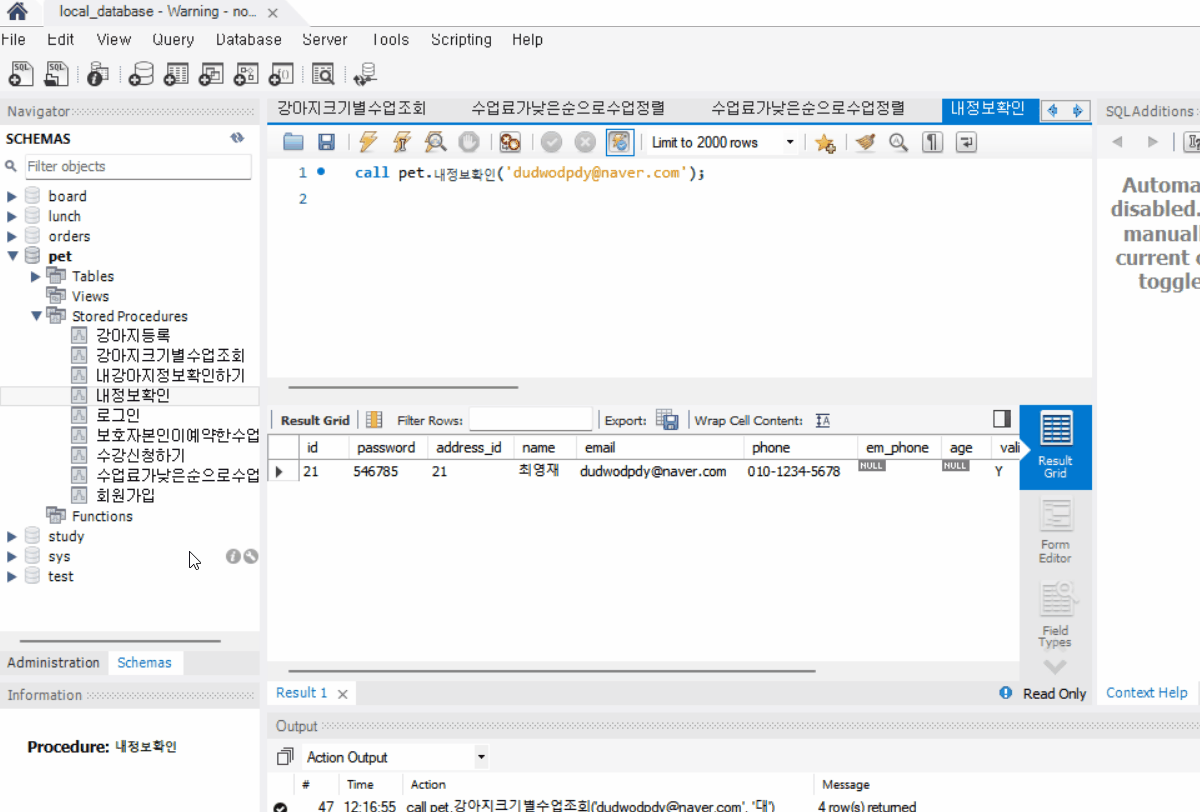 local_database - Warning - no...
File Edit View Query Database Server Tools Scripting Help
SQL SQL
Navigator
SCHEMAS
Filter objects
board
lunch
orders
pet
Tables
Views
Stored Procedures
강아지등록
강아지크기별수업조회
내강아지정보확인하기
내정보확인
로그인
보호자본인이예약한수업
수강신청하기
수업료가낮은순으로수업
회원가입
Functions
study
sys
test
Administration Schemas
Information
Procedure: 내정보확인
강아지크기별수업조회 수업료가낮은순으로수업정렬 수업료가낮은순으로수업정렬 내정보확인
Limit to 2000 rows
1 call pet.내정보확인('dudwodpdy@naver.com');
2
Result Grid Filter Rows: Export: Wrap Cell Content: IA
id password address_id name email phone em_phone age vali
21 546785 21 최영재 dudwodpdy@naver.com 010-1234-5678 NULL NULL Y
Result
Grid
Form
Editor
Field
Types
Result 1 Read Only
Output
Action Output
# Time Action Message
47 12:16:55 call pet.강아지크기별수업조회('dudwodpdy@naver.com', '대') 4 row(s) returned
SQLAdditions
Automa
disabled.
manuall
current c
toggle
Context Help